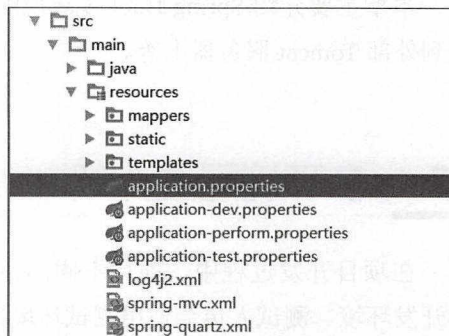 src
main
java
resources
mappers
static
templates
application.properties
application-dev.properties
application-perform.properties
application-test.properties
log4j2.xml
spring-mvc.xml
spring-quartz.xml